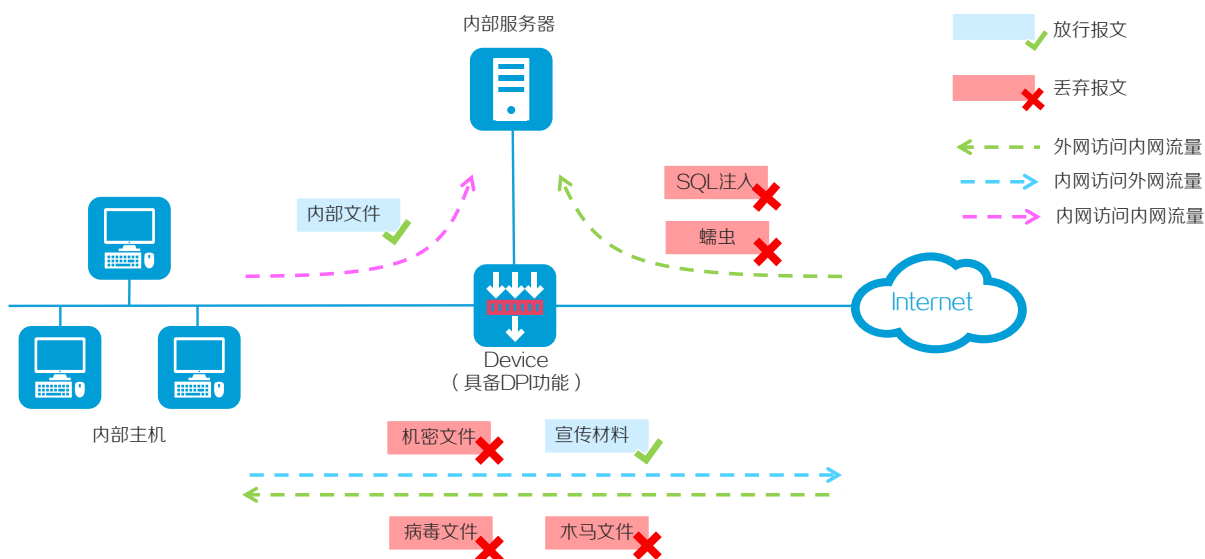 内部服务器
放行报文
丢弃报文
外网访问内网流量
内网访问外网流量
内网访问内网流量
SQL注入
蠕虫
内部文件
Internet
Device
（具备DPI功能）
内部主机
机密文件
宣传材料
病毒文件
木马文件